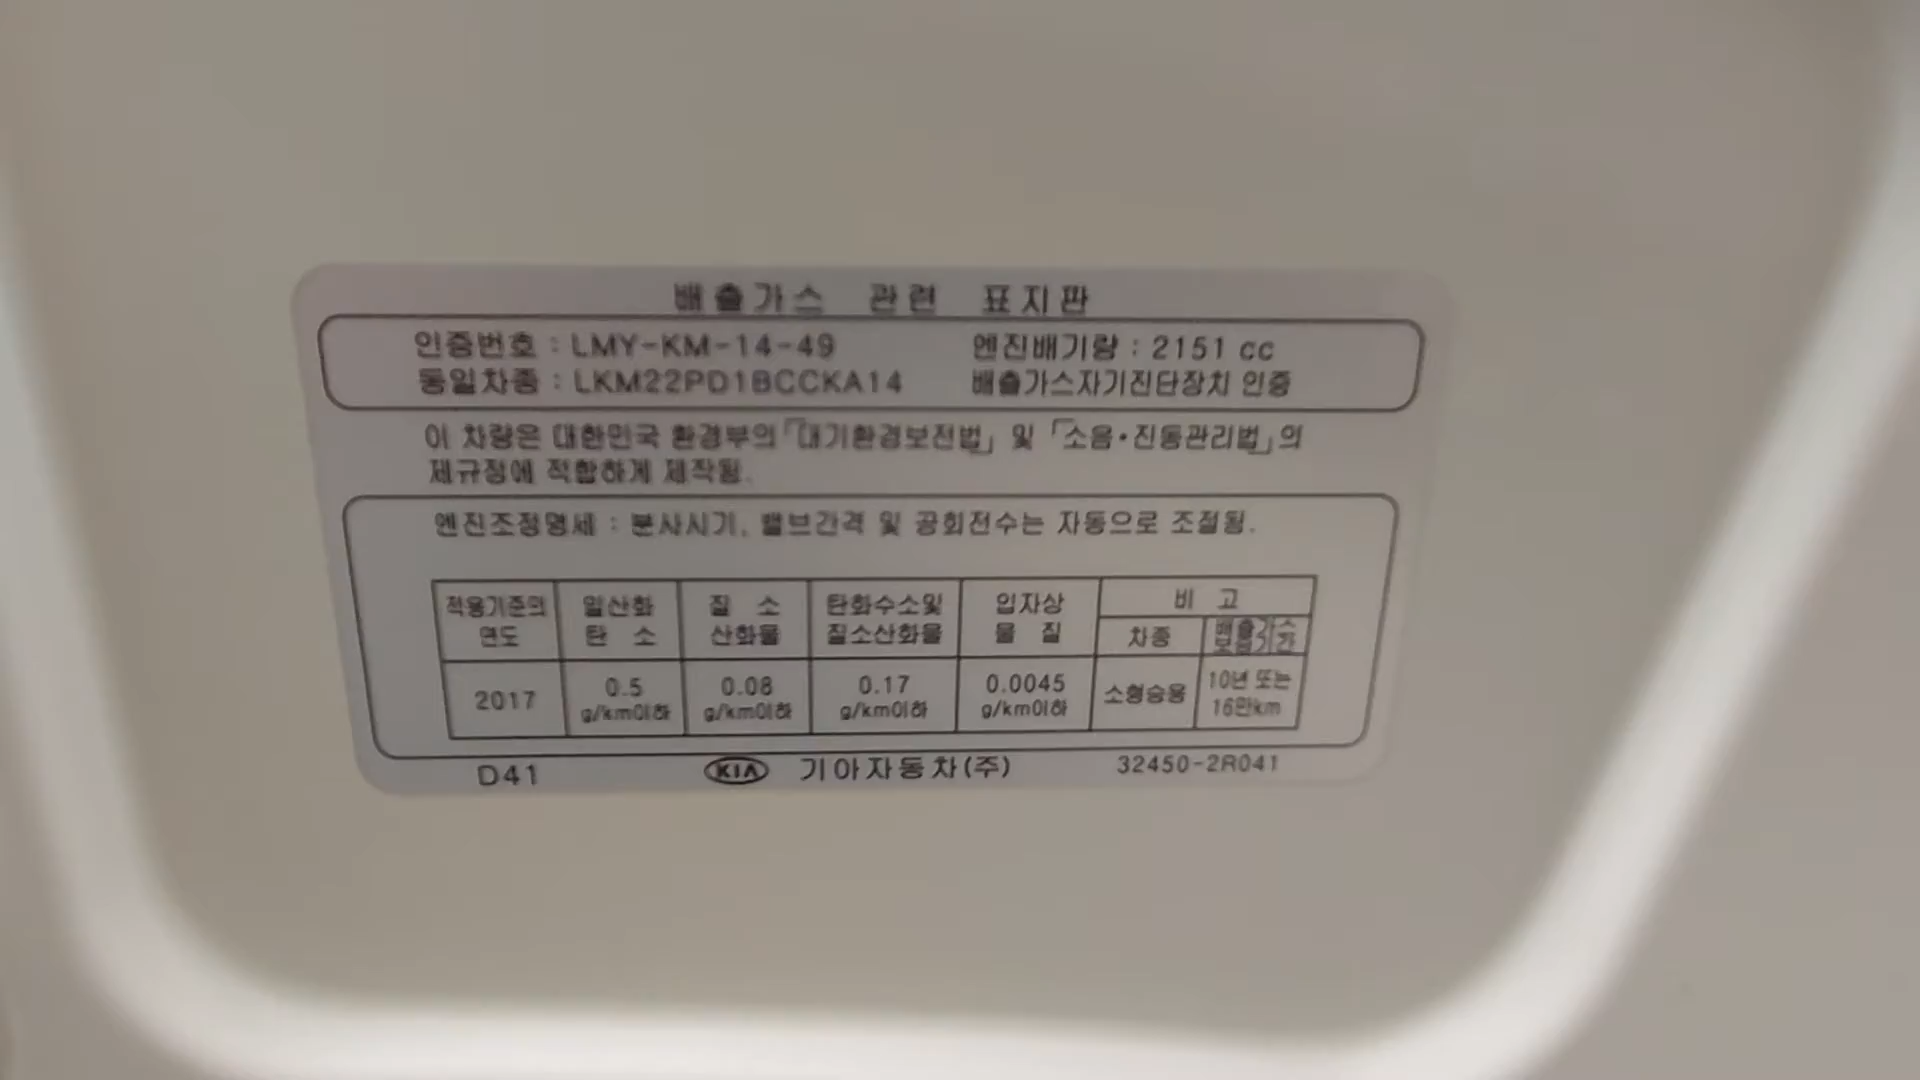 배출가스 관련 표지판
인증번호 : LMY-KM-14-49 엔진배기량 : 2151 cc
동일차종 : LKM22PD1BCCKA14 배출가스자기진단장치 인증
이 차량은 대한민국 환경부의 「대기환경보전법」 및 「소음·진동관리법」의
제규정에 적합하게 제작됨.
엔진조정명세 : 분사시기, 밸브간격 및 공회전수는 자동으로 조절됨.
적용기준의 일산화 질 소 탄화수소및 입자상 비 고
연도 탄 소 산화물 질소산화물 물 질 차종 배출가스
보증기간
2017 0.5 0.08 0.17 0.0045 소형승용 10년 또는
g/km이하 g/km이하 g/km이하 g/km이하 16만km
D41 KIA 기아자동차(주) 32450-2R041